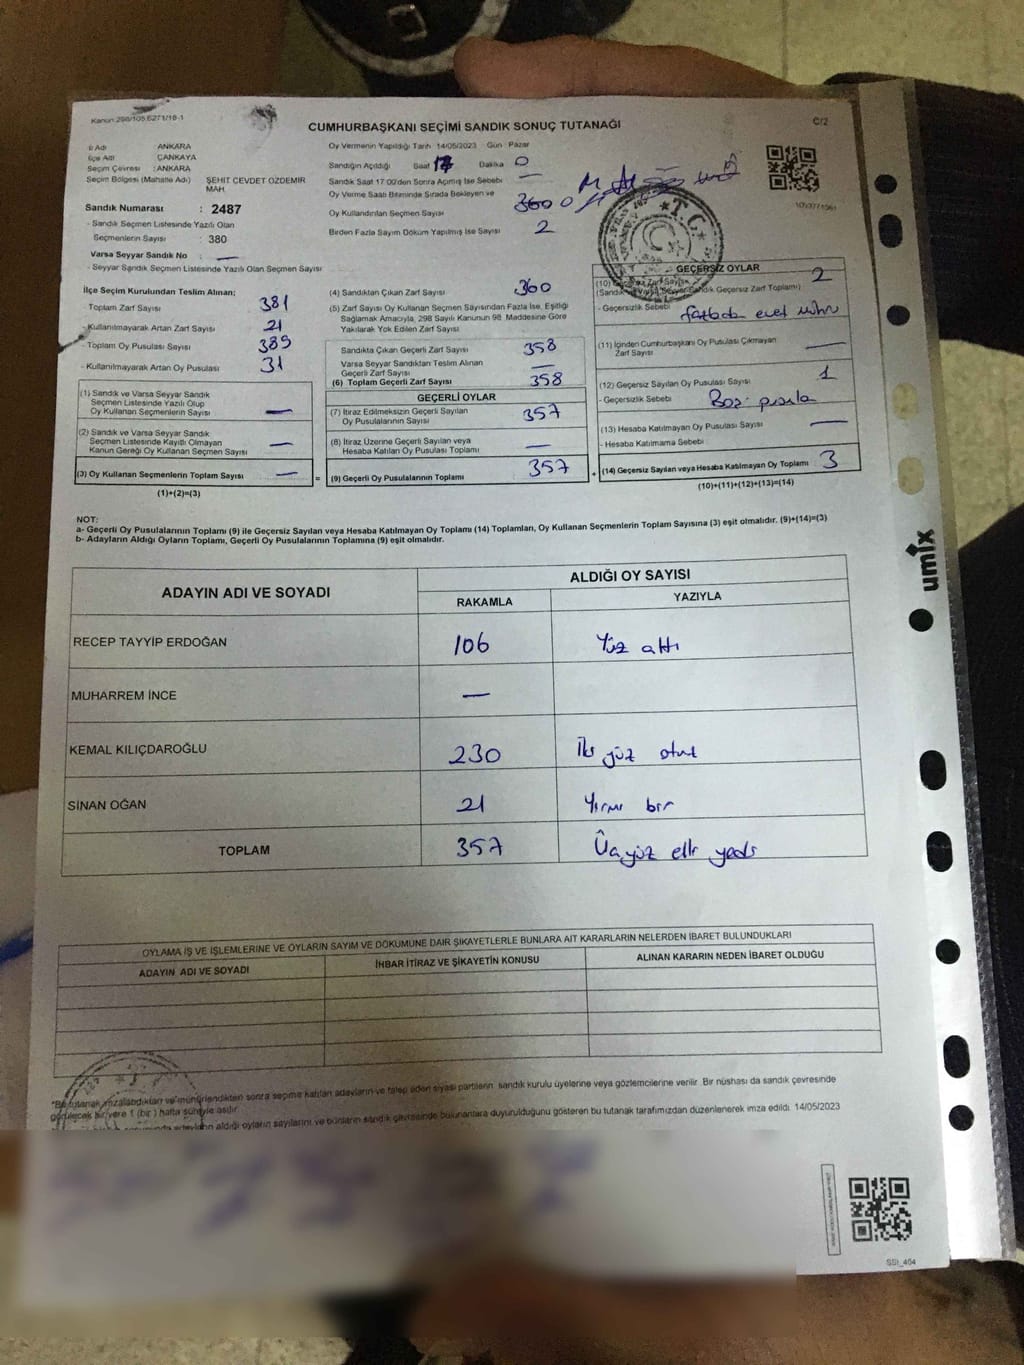 Kanun 298/105,6271/18-1
CUMHURBAŞKANI SEÇİMİ SANDIK SONUÇ TUTANAĞI
C/2
İl Adı ANKARA
İlçe Adı ÇANKAYA
Seçim Çevresi : ANKARA
Seçim Bölgesi (Mahalle Adı) ŞEHİT CEVDET ÖZDEMİR MAH.
Sandık Numarası : 2487
- Sandık Seçmen Listesinde Yazılı Olan
Seçmenlerin Sayısı : 380
Varsa Seyyar Sandık No : —
- Seyyar Sandık Seçmen Listesinde Yazılı Olan Seçmen Sayısı
Oy Vermenin Yapıldığı Tarih 14/05/2023 Gün : Pazar
Sandığın Açıldığı Saat 17 Dakika 0
Sandık Saat 17:00'den Sonra Açılmış İse Sebebi —
Oy Verme Saati Bitiminde Sırada Bekleyen ve
Oy Kullandırılan Seçmen Sayısı 360 0
Birden Fazla Sayım Döküm Yapılmış İse Sayısı 2
T.C.
İlçe Seçim Kurulundan Teslim Alınan;
Toplam Zarf Sayısı 381
- Kullanılmayarak Artan Zarf Sayısı 21
- Toplam Oy Pusulası Sayısı 389
- Kullanılmayarak Artan Oy Pusulası 31
(1) Sandık ve Varsa Seyyar Sandık
Seçmen Listesinde Yazılı Olup
Oy Kullanan Seçmenlerin Sayısı —
(2) Sandık ve Varsa Seyyar Sandık
Seçmen Listesinde Kayıtlı Olmayan
Kanun Gereği Oy Kullanan Seçmen Sayısı —
(3) Oy Kullanan Seçmenlerin Toplam Sayısı —
(1)+(2)=(3)
(4) Sandıktan Çıkan Zarf Sayısı 360
(5) Zarf Sayısı Oy Kullanan Seçmen Sayısından Fazla İse, Eşitliği
Sağlamak Amacıyla, 298 Sayılı Kanunun 98. Maddesine Göre
Yakılarak Yok Edilen Zarf Sayısı
Sandıkta Çıkan Geçerli Zarf Sayısı 358
Varsa Seyyar Sandıktan Teslim Alınan
Geçerli Zarf Sayısı —
(6) Toplam Geçerli Zarf Sayısı 358
GEÇERLİ OYLAR
(7) İtiraz Edilmeksizin Geçerli Sayılan
Oy Pusulalarının Sayısı 357
(8) İtiraz Üzerine Geçerli Sayılan veya
Hesaba Katılan Oy Pusulası Toplamı —
= (9) Geçerli Oy Pusulalarının Toplamı 357
GEÇERSİZ OYLAR
(10) Geçersiz Zarf Sayısı 2
(Sandık ve Varsa Seyyar Sandık Geçersiz Zarf Toplamı)
- Geçersizlik Sebebi fazladan evet mührü
(11) İçinden Cumhurbaşkanı Oy Pusulası Çıkmayan
Zarf Sayısı —
(12) Geçersiz Sayılan Oy Pusulası Sayısı 1
- Geçersizlik Sebebi Boş pusula
(13) Hesaba Katılmayan Oy Pusulası Sayısı —
- Hesaba Katılmama Sebebi
+ (14) Geçersiz Sayılan veya Hesaba Katılmayan Oy Toplamı 3
(10)+(11)+(12)+(13)=(14)
NOT:
a- Geçerli Oy Pusulalarının Toplamı (9) ile Geçersiz Sayılan veya Hesaba Katılmayan Oy Toplamı (14) Toplamları, Oy Kullanan Seçmenlerin Toplam Sayısına (3) eşit olmalıdır. (9)+(14)=(3)
b- Adayların Aldığı Oyların Toplamı, Geçerli Oy Pusulalarının Toplamına (9) eşit olmalıdır.
umix
ADAYIN ADI VE SOYADI
ALDIĞI OY SAYISI
RAKAMLA YAZIYLA
RECEP TAYYİP ERDOĞAN 106 Yüz altı
MUHARREM İNCE —
KEMAL KILIÇDAROĞLU 230 İki yüz otuz
SİNAN OĞAN 21 Yirmi bir
TOPLAM 357 Üçyüz elli yedi
OYLAMA İŞ VE İŞLEMLERİNE VE OYLARIN SAYIM VE DÖKÜMÜNE DAİR ŞİKAYETLERLE BUNLARA AİT KARARLARIN NELERDEN İBARET BULUNDUKLARI
ADAYIN ADI VE SOYADI İHBAR İTİRAZ VE ŞİKAYETİN KONUSU ALINAN KARARIN NEDEN İBARET OLDUĞU
*Bu tutanak imzalandıktan ve mühürlendikten sonra seçime katılan adayların ve talep eden siyasi partilerin sandık kurulu üyelerine veya gözlemcilerine verilir. Bir nüshası da sandık çevresinde
görülecek bir yere 1 (bir) hafta süreyle asılır.
adayların aldığı oyların sayılarını ve bunların sandık çevresinde bulunanlara duyurulduğunu gösteren bu tutanak tarafımızdan düzenlenerek imza edildi. 14/05/2023
SSI_404